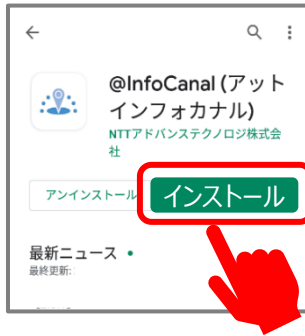 @InfoCanal (アット
インフォカナル)
NTTアドバンステクノロジ株式会
社
アンインストール
インストール
最新ニュース •
最終更新: